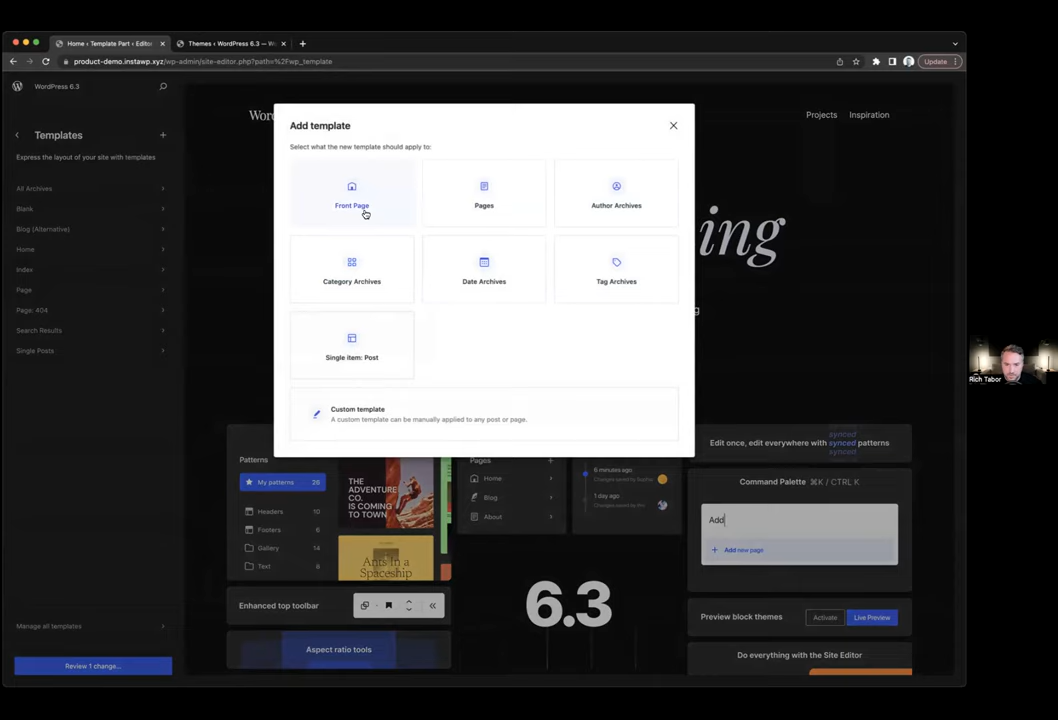 Home ‹ Template Part ‹ Editor
Themes ‹ WordPress 6.3 — W
product-demo.instawp.xyz/wp-admin/site-editor.php?path=%2Fwp_template
Update
WordPress 6.3
Templates
Express the layout of your site with templates
All Archives
Blank
Blog (Alternative)
Home
Index
Page
Page: 404
Search Results
Single Posts
Manage all templates
Review 1 change...
Wor
Projects
Inspiration
ing
g
Add template
Select what the new template should apply to:
Front Page
Pages
Author Archives
Category Archives
Date Archives
Tag Archives
Single item: Post
Custom template
A custom template can be manually applied to any post or page.
Patterns
My patterns 26
Headers 10
Footers 6
Gallery 14
Text 6
THE
ADVENTURE
CO.
IS COMING
TO TOWN
Ants in a
Spaceship
Pages
Home
Blog
About
6 minutes ago
1 day ago
synced
Edit once, edit everywhere with synced patterns
synced
Command Palette ⌘K / CTRL K
Add
Add new page
Enhanced top toolbar
Aspect ratio tools
6.3
Preview block themes
Activate
Live Preview
Do everything with the Site Editor
Rich Tabor